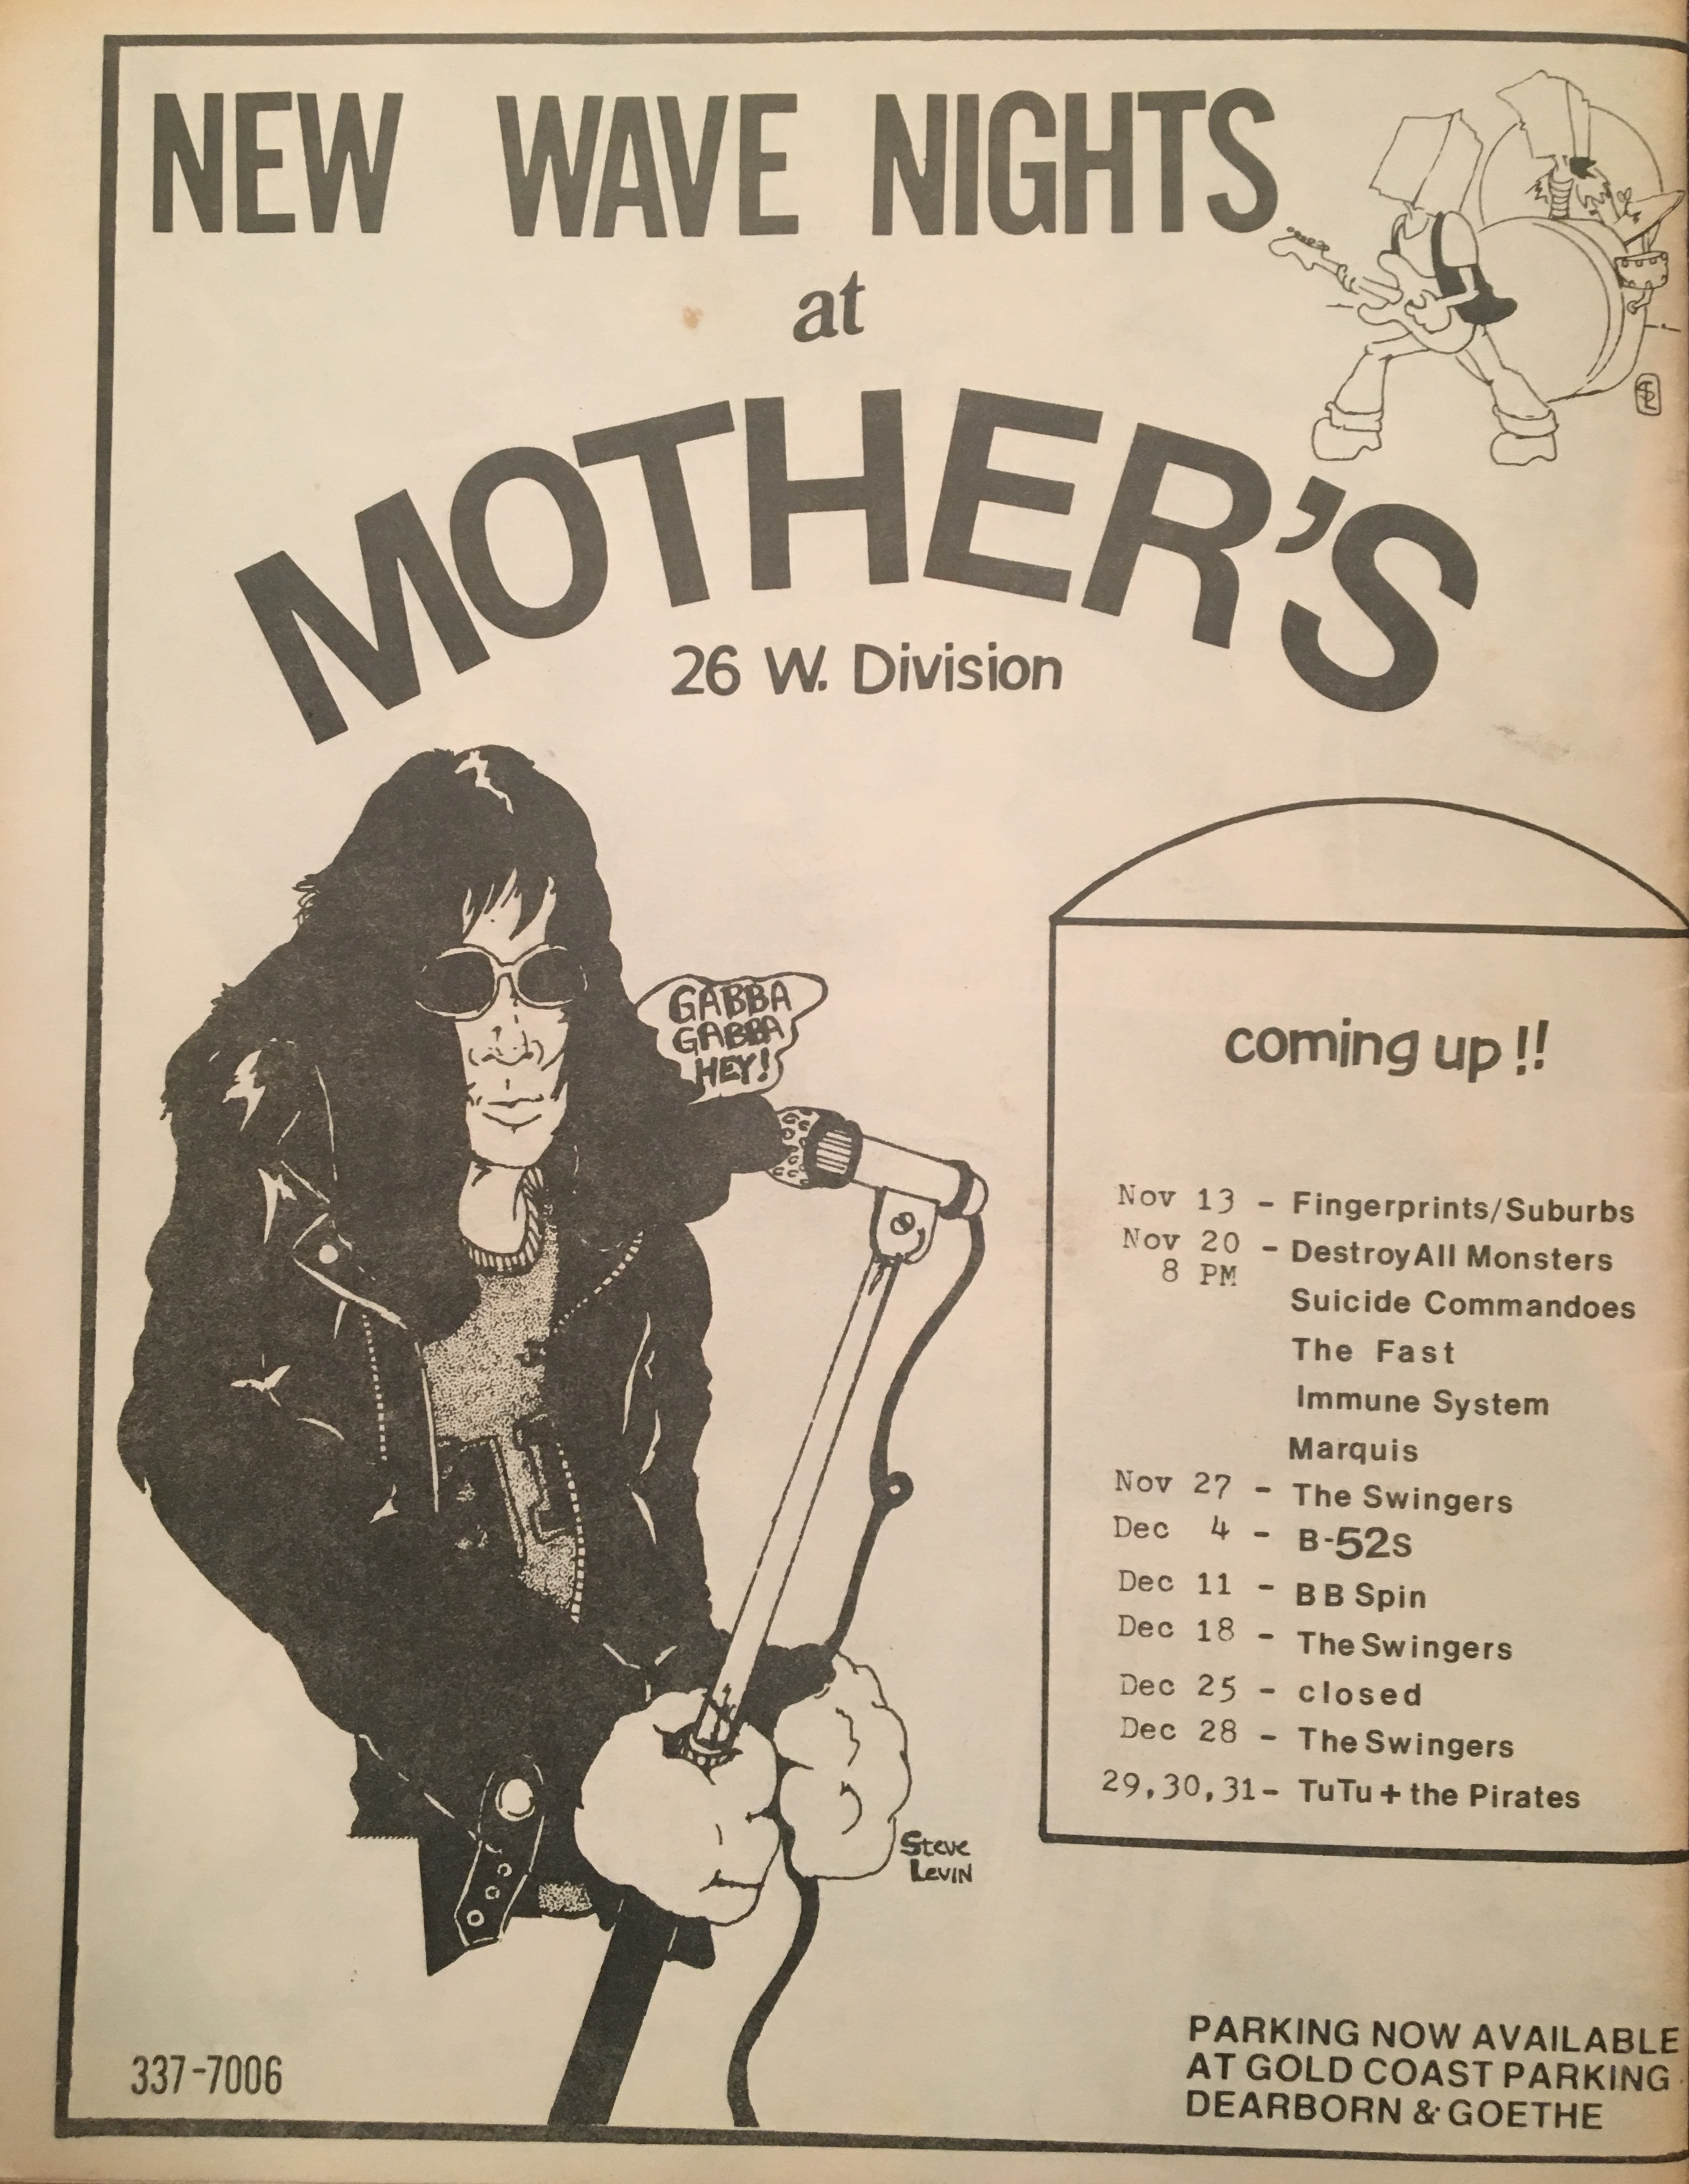 NEW WAVE NIGHTS
at
MOTHER'S
26 W. Division
GABBA
GABBA
HEY!
coming up!!
Nov 13 - Fingerprints/Suburbs
Nov 20 - Destroy All Monsters
8 PM
Suicide Commandoes
The Fast
Immune System
Marquis
Nov 27 - The Swingers
Dec 4 - B-52s
Dec 11 - BB Spin
Dec 18 - The Swingers
Dec 25 - closed
Dec 28 - The Swingers
29,30,31- TuTu + the Pirates
Steve
Levin
337-7006
PARKING NOW AVAILABLE
AT GOLD COAST PARKING
DEARBORN & GOETHE